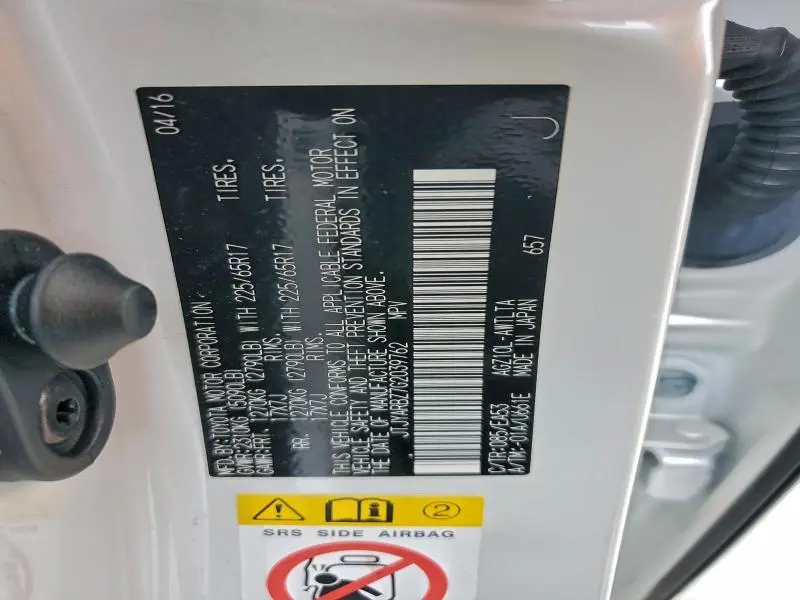 MFD.BY:TOYOTA MOTOR CORPORATION 04/16
GVWR:2310KG (5090LB)
GAWR:FRT 1270KG (2790LB) WITH 225/65R17 TIRES.
17X7J RIMS.
RR. 1270KG (2790LB) WITH 225/65R17 TIRES.
17X7J RIMS.
THIS VEHICLE CONFORMS TO ALL APPLICABLE FEDERAL MOTOR
VEHICLE SAFETY AND THEFT PREVENTION STANDARDS IN EFFECT ON
THE DATE OF MANUFACTURE SHOWN ABOVE.
JTJYARBZ7G2039762 MPV
C/TR:086/EA53 AGZ10L-AWTLTA 657 J
A/TM:-01A/U661E MADE IN JAPAN
SRS SIDE AIRBAG